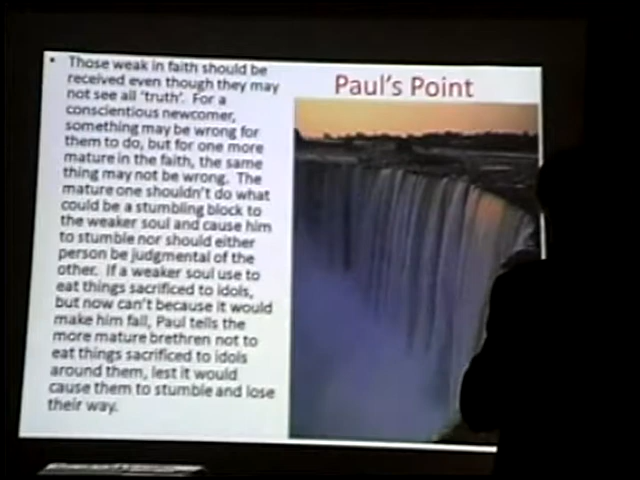 Paul's Point
• Those weak in faith should be
received even though they may
not see all 'truth'. For a
conscientious newcomer,
something may be wrong for
them to do, but for one more
mature in the faith, the same
thing may not be wrong. The
mature one shouldn't do what
could be a stumbling block to
the weaker soul and cause him
to stumble nor should either
person be judgmental of the
other. If a weaker soul use to
eat things sacrificed to idols,
but now can't because it would
make him fall, Paul tells the
more mature brethren not to
eat things sacrificed to idols
around them, lest it would
cause them to stumble and lose
their way.